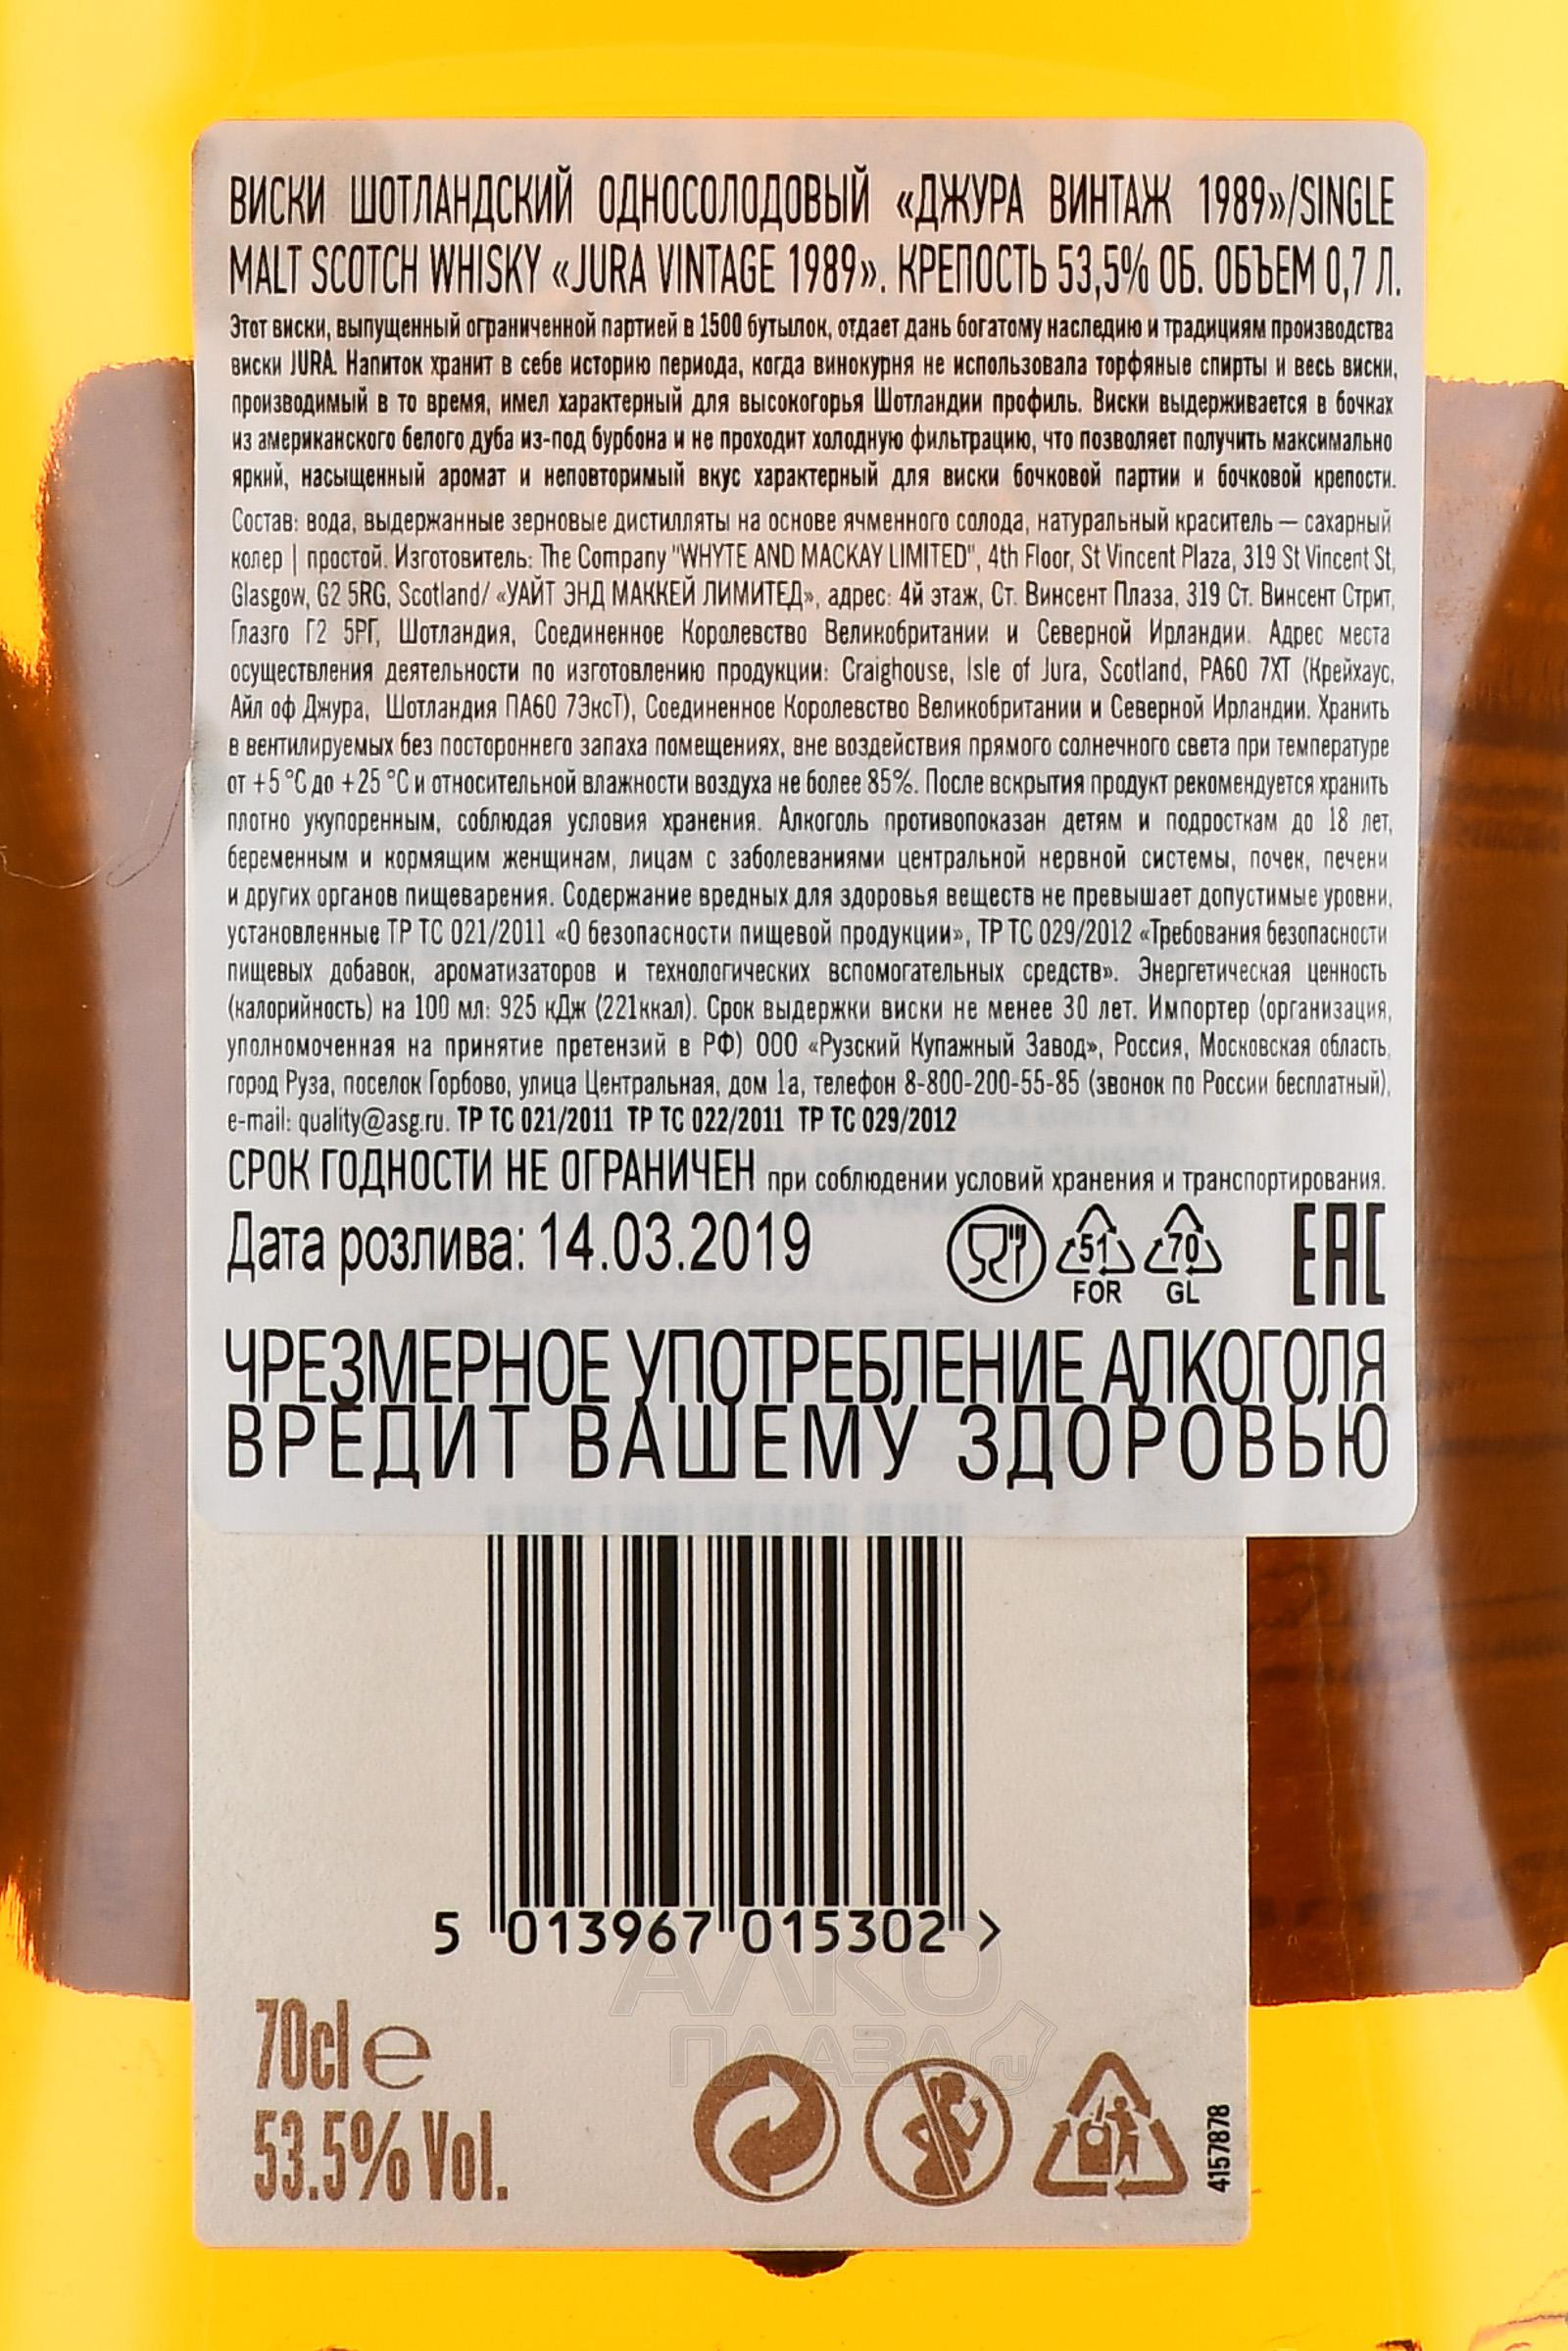 ВИСКИ ШОТЛАНДСКИЙ ОДНОСОЛОДОВЫЙ «ДЖУРА ВИНТАЖ 1989»/SINGLE
MALT SCOTCH WHISKY «JURA VINTAGE 1989». КРЕПОСТЬ 53,5% ОБ. ОБЪЕМ 0,7 Л.
Этот виски, выпущенный ограниченной партией в 1500 бутылок, отдает дань богатому наследию и традициям производства
виски JURA. Напиток хранит в себе историю периода, когда винокурня не использовала торфяные спирты и весь виски,
производимый в то время, имел характерный для высокогорья Шотландии профиль. Виски выдерживается в бочках
из американского белого дуба из-под бурбона и не проходит холодную фильтрацию, что позволяет получить максимально
яркий, насыщенный аромат и неповторимый вкус характерный для виски бочковой партии и бочковой крепости.
Состав: вода, выдержанные зерновые дистилляты на основе ячменного солода, натуральный краситель — сахарный
колер | простой. Изготовитель: The Company "WHYTE AND MACKAY LIMITED", 4th Floor, St Vincent Plaza, 319 St Vincent St,
Glasgow, G2 5RG, Scotland/ «УАЙТ ЭНД МАККЕЙ ЛИМИТЕД», адрес: 4й этаж, Ст. Винсент Плаза, 319 Ст. Винсент Стрит,
Глазго Г2 5РГ, Шотландия, Соединенное Королевство Великобритании и Северной Ирландии. Адрес места
осуществления деятельности по изготовлению продукции: Craighouse, Isle of Jura, Scotland, PA60 7XT (Крейхаус,
Айл оф Джура, Шотландия ПА60 7ЭксТ), Соединенное Королевство Великобритании и Северной Ирландии. Хранить
в вентилируемых без постороннего запаха помещениях, вне воздействия прямого солнечного света при температуре
от +5 °С до +25 °С и относительной влажности воздуха не более 85%. После вскрытия продукт рекомендуется хранить
плотно укупоренным, соблюдая условия хранения. Алкоголь противопоказан детям и подросткам до 18 лет,
беременным и кормящим женщинам, лицам с заболеваниями центральной нервной системы, почек, печени
и других органов пищеварения. Содержание вредных для здоровья веществ не превышает допустимые уровни,
установленные ТР ТС 021/2011 «О безопасности пищевой продукции», ТР ТС 029/2012 «Требования безопасности
пищевых добавок, ароматизаторов и технологических вспомогательных средств». Энергетическая ценность
(калорийность) на 100 мл: 925 кДж (221ккал). Срок выдержки виски не менее 30 лет. Импортер (организация,
уполномоченная на принятие претензий в РФ) ООО «Рузский Купажный Завод», Россия, Московская область,
город Руза, поселок Горбово, улица Центральная, дом 1а, телефон 8-800-200-55-85 (звонок по России бесплатный),
e-mail: quality@asg.ru. ТР ТС 021/2011 ТР ТС 022/2011 ТР ТС 029/2012
СРОК ГОДНОСТИ НЕ ОГРАНИЧЕН при соблюдении условий хранения и транспортирования.
Дата розлива: 14.03.2019 51 FOR 70 GL ЕАС
ЧРЕЗМЕРНОЕ УПОТРЕБЛЕНИЕ АЛКОГОЛЯ
ВРЕДИТ ВАШЕМУ ЗДОРОВЬЮ
5 013967 015302 >
АЛКО
ПЛАЗА.ru
70cl e
53.5% Vol.
4157878